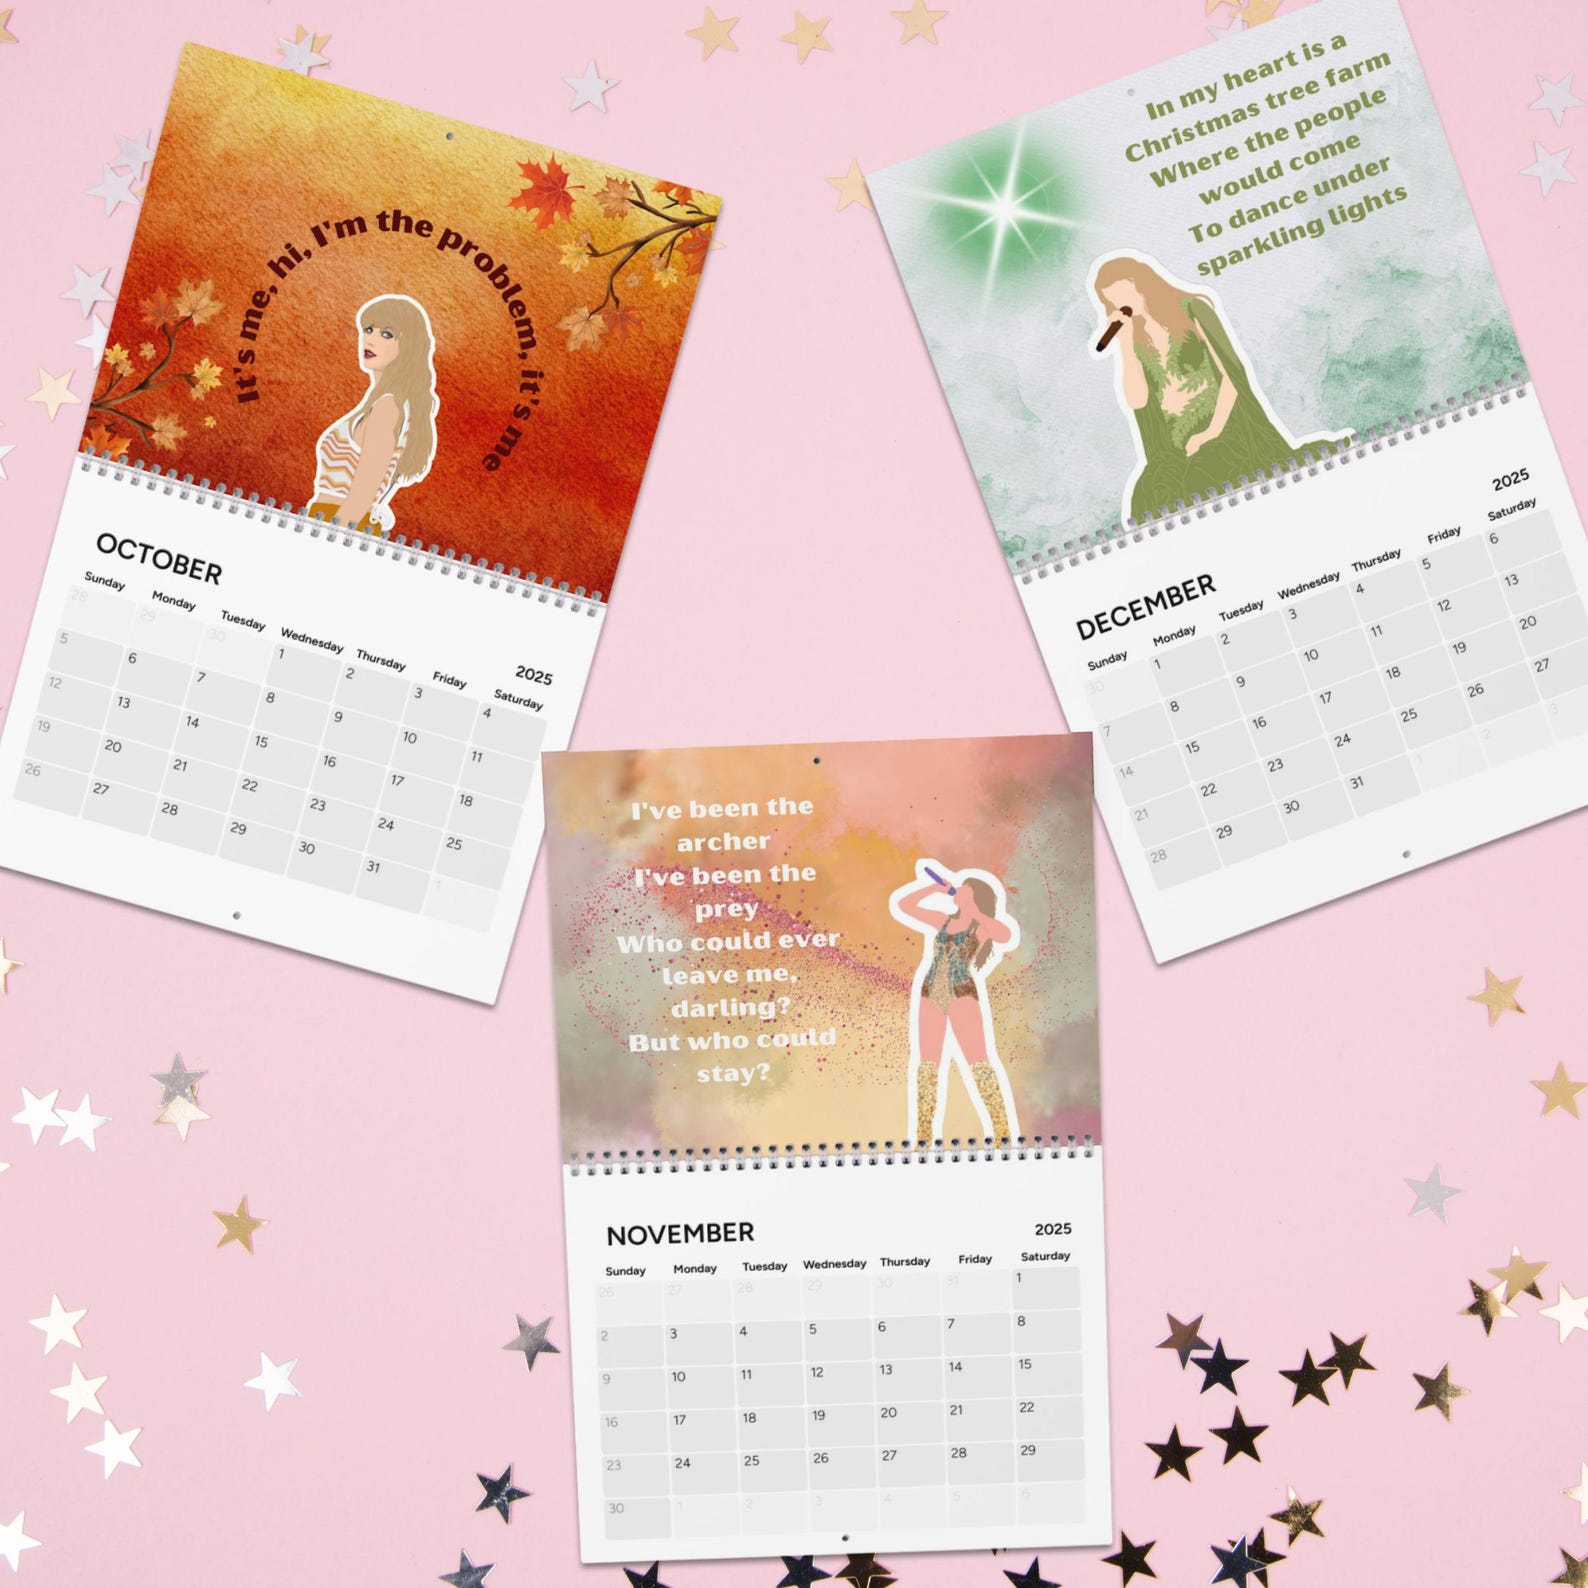 It's me, hi, I'm the problem, it's me
OCTOBER
2025
Sunday Monday Tuesday Wednesday Thursday Friday Saturday
28 29 30 1 2 3 4
5 6 7 8 9 10 11
12 13 14 15 16 17 18
19 20 21 22 23 24 25
26 27 28 29 30 31 1
In my heart is a
Christmas tree farm
Where the people
would come
To dance under
sparkling lights
DECEMBER
2025
Sunday Monday Tuesday Wednesday Thursday Friday Saturday
30 1 2 3 4 5 6
7 8 9 10 11 12 13
14 15 16 17 18 19 20
21 22 23 24 25 26 27
28 29 30 31 1 2 3
I've been the
archer
I've been the
prey
Who could ever
leave me,
darling?
But who could
stay?
NOVEMBER
2025
Sunday Monday Tuesday Wednesday Thursday Friday Saturday
26 27 28 29 30 31 1
2 3 4 5 6 7 8
9 10 11 12 13 14 15
16 17 18 19 20 21 22
23 24 25 26 27 28 29
30 1 2 3 4 5 6